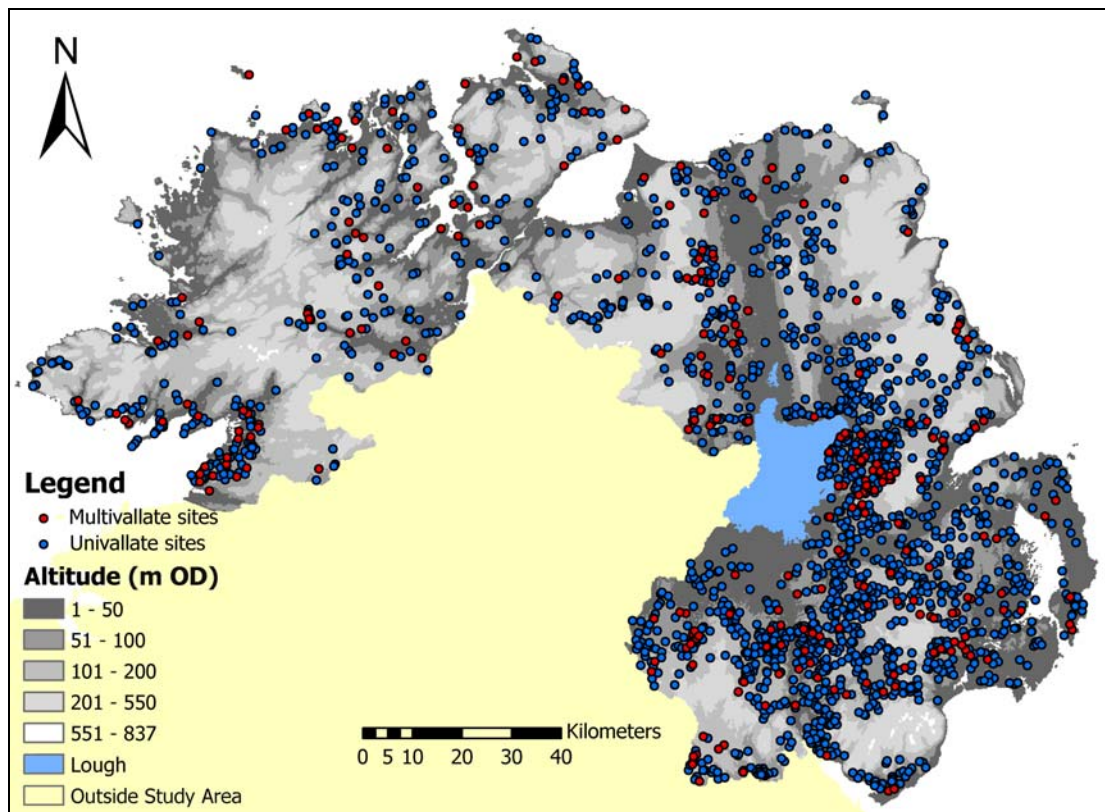 N
Legend
Multivallate sites
Univallate sites
Altitude (m OD)
1 - 50
51 - 100
101 - 200
201 - 550
551 - 837
Lough
Outside Study Area
Kilometers
0 5 10 20 30 40